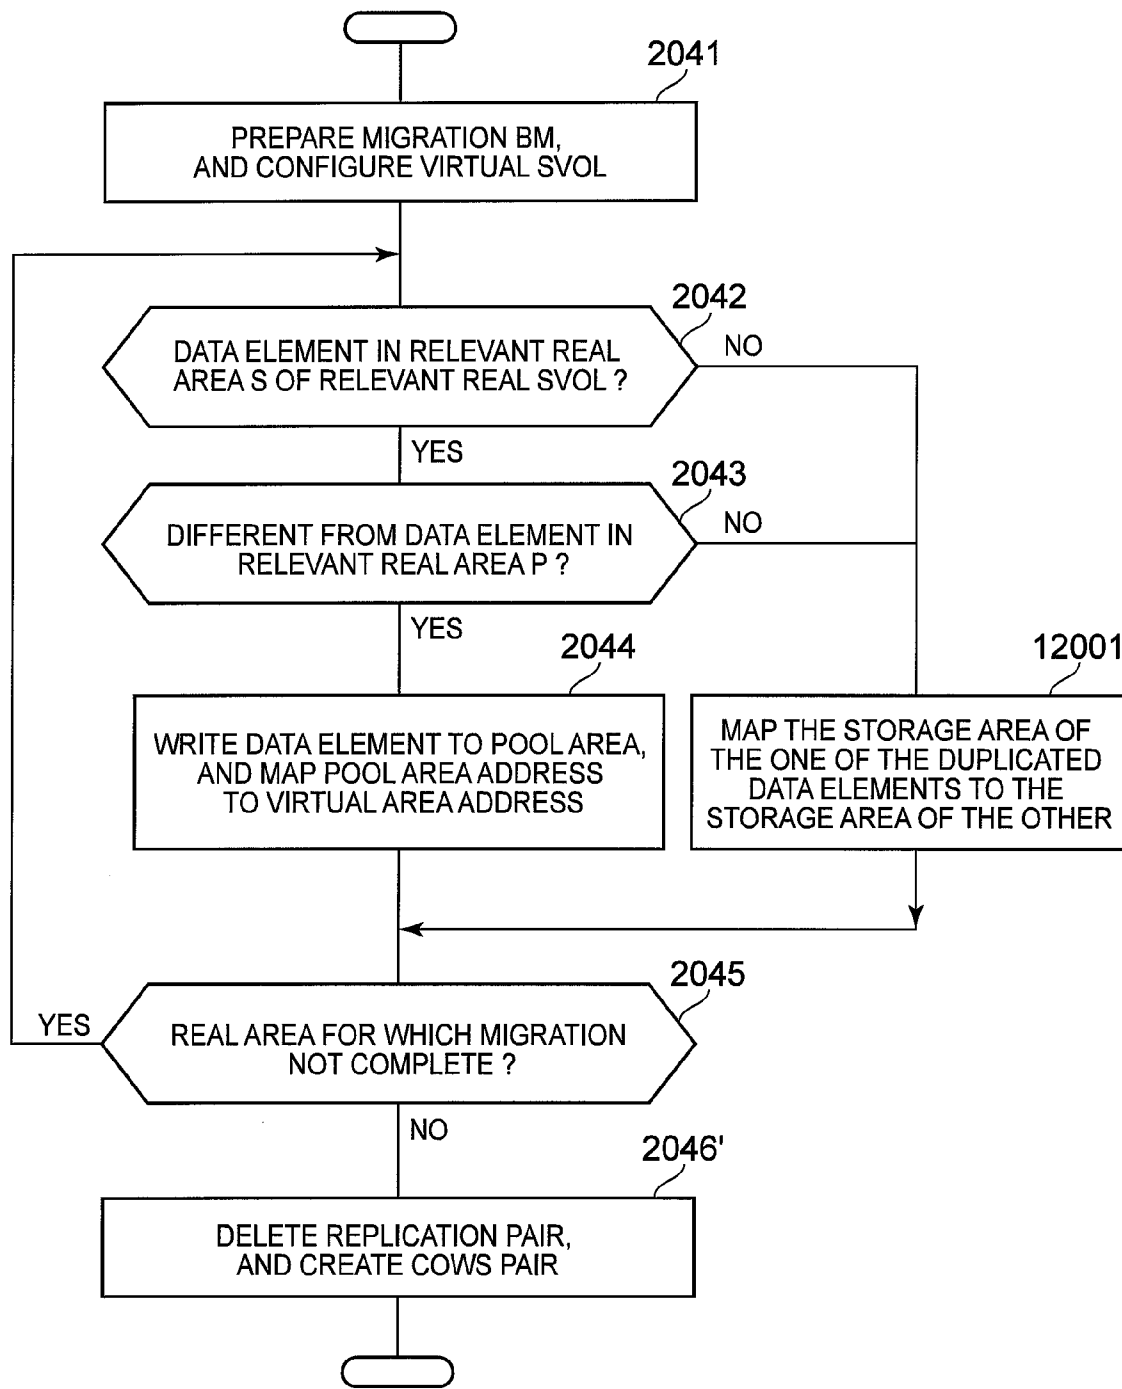 2041
PREPARE MIGRATION BM,
AND CONFIGURE VIRTUAL SVOL
2042
DATA ELEMENT IN RELEVANT REAL
AREA S OF RELEVANT REAL SVOL ?
NO
YES
2043
DIFFERENT FROM DATA ELEMENT IN
RELEVANT REAL AREA P ?
NO
YES
2044
WRITE DATA ELEMENT TO POOL AREA,
AND MAP POOL AREA ADDRESS
TO VIRTUAL AREA ADDRESS
12001
MAP THE STORAGE AREA OF
THE ONE OF THE DUPLICATED
DATA ELEMENTS TO THE
STORAGE AREA OF THE OTHER
2045
YES
REAL AREA FOR WHICH MIGRATION
NOT COMPLETE ?
NO
2046'
DELETE REPLICATION PAIR,
AND CREATE COWS PAIR